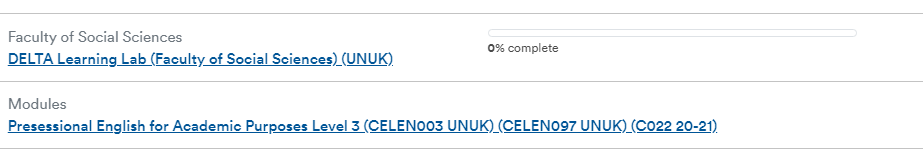 Faculty of Social Sciences
DELTA Learning Lab (Faculty of Social Sciences) (UNUK)
0% complete
Modules
Presessional English for Academic Purposes Level 3 (CELEN003 UNUK) (CELEN097 UNUK) (C022 20-21)